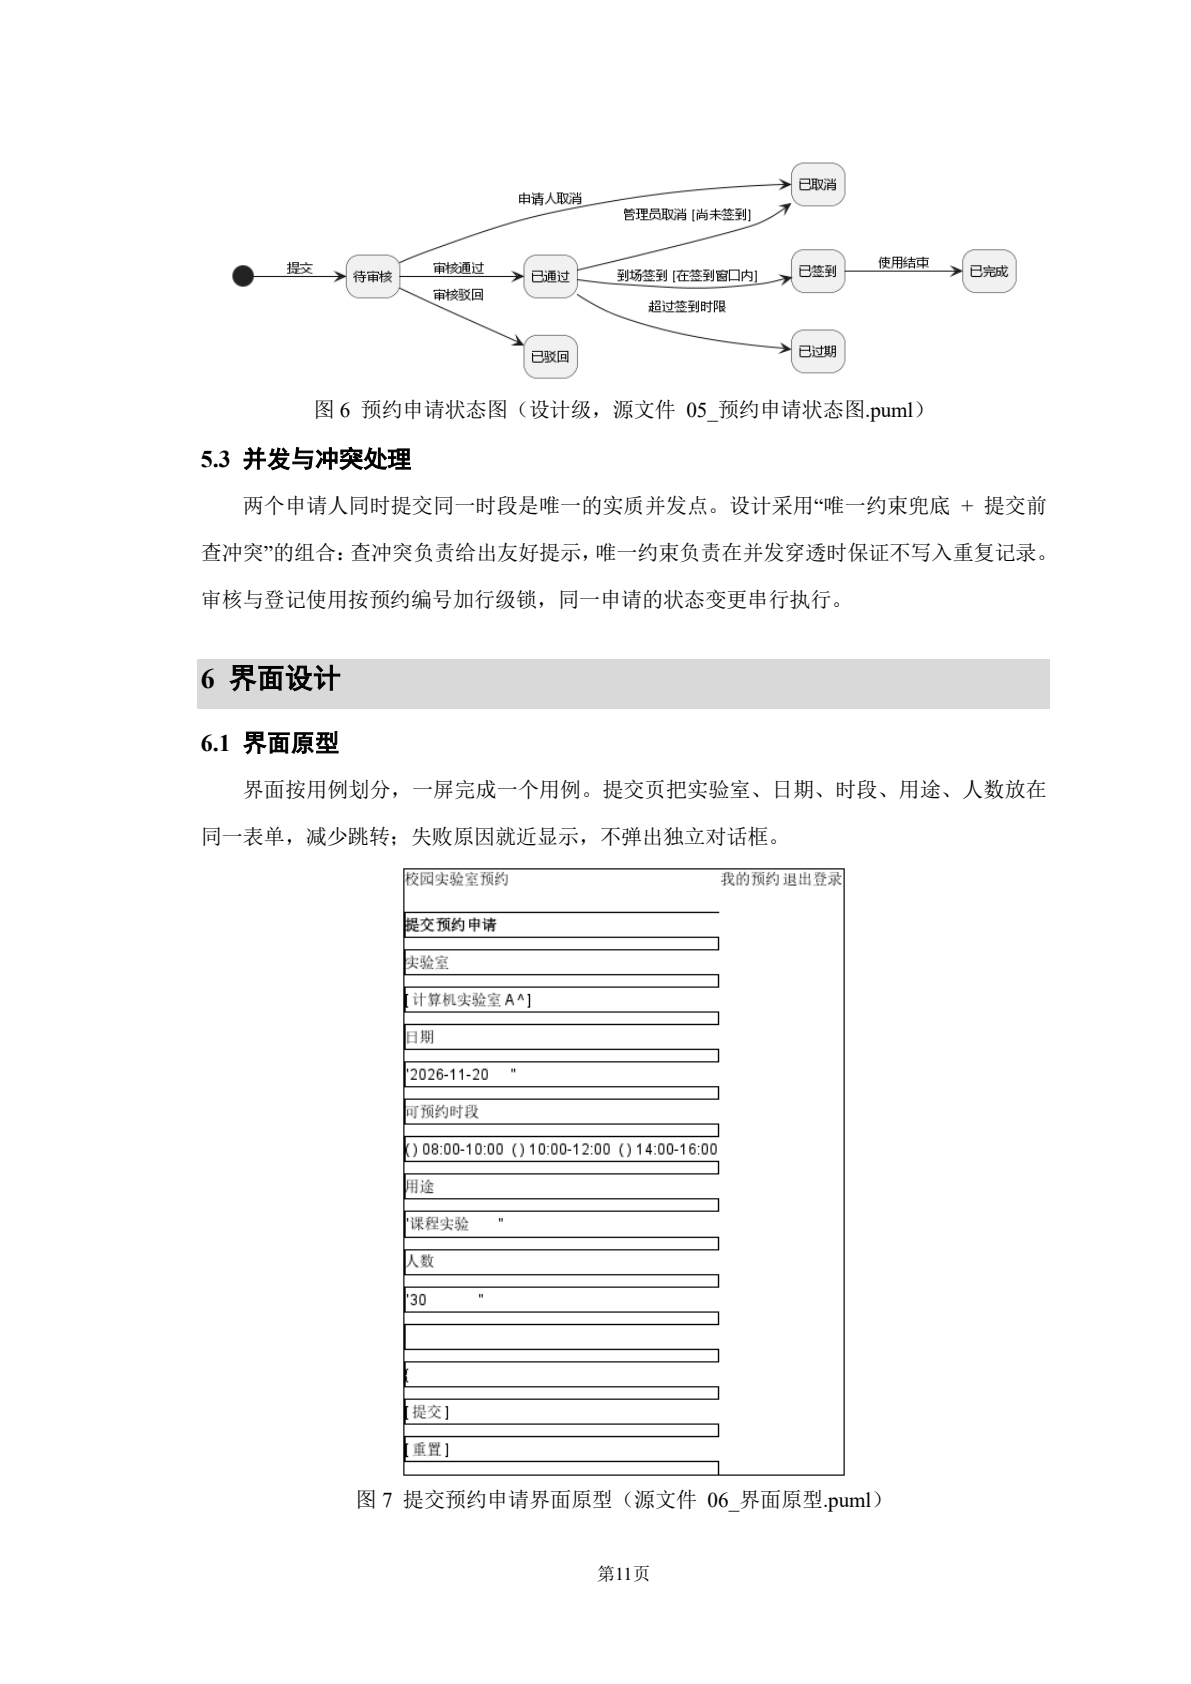 已取消
申请人取消
管理员取消 [尚未签到]
提交
待审核
审核通过
已通过
到场签到 [在签到窗口内]
已签到
使用结束
已完成
审核驳回
超过签到时限
已驳回
已过期
图 6 预约申请状态图（设计级，源文件 05_预约申请状态图.puml）
5.3 并发与冲突处理
两个申请人同时提交同一时段是唯一的实质并发点。设计采用“唯一约束兜底 + 提交前
查冲突”的组合：查冲突负责给出友好提示，唯一约束负责在并发穿透时保证不写入重复记录。
审核与登记使用按预约编号加行级锁，同一申请的状态变更串行执行。
6 界面设计
6.1 界面原型
界面按用例划分，一屏完成一个用例。提交页把实验室、日期、时段、用途、人数放在
同一表单，减少跳转；失败原因就近显示，不弹出独立对话框。
校园实验室预约 我的预约 退出登录
提交预约申请
实验室
[ 计算机实验室 A ^ ]
日期
'2026-11-20 "
可预约时段
( ) 08:00-10:00 ( ) 10:00-12:00 ( ) 14:00-16:00
用途
'课程实验 "
人数
'30 "
{
[ 提交 ]
[ 重置 ]
图 7 提交预约申请界面原型（源文件 06_界面原型.puml）
第11页